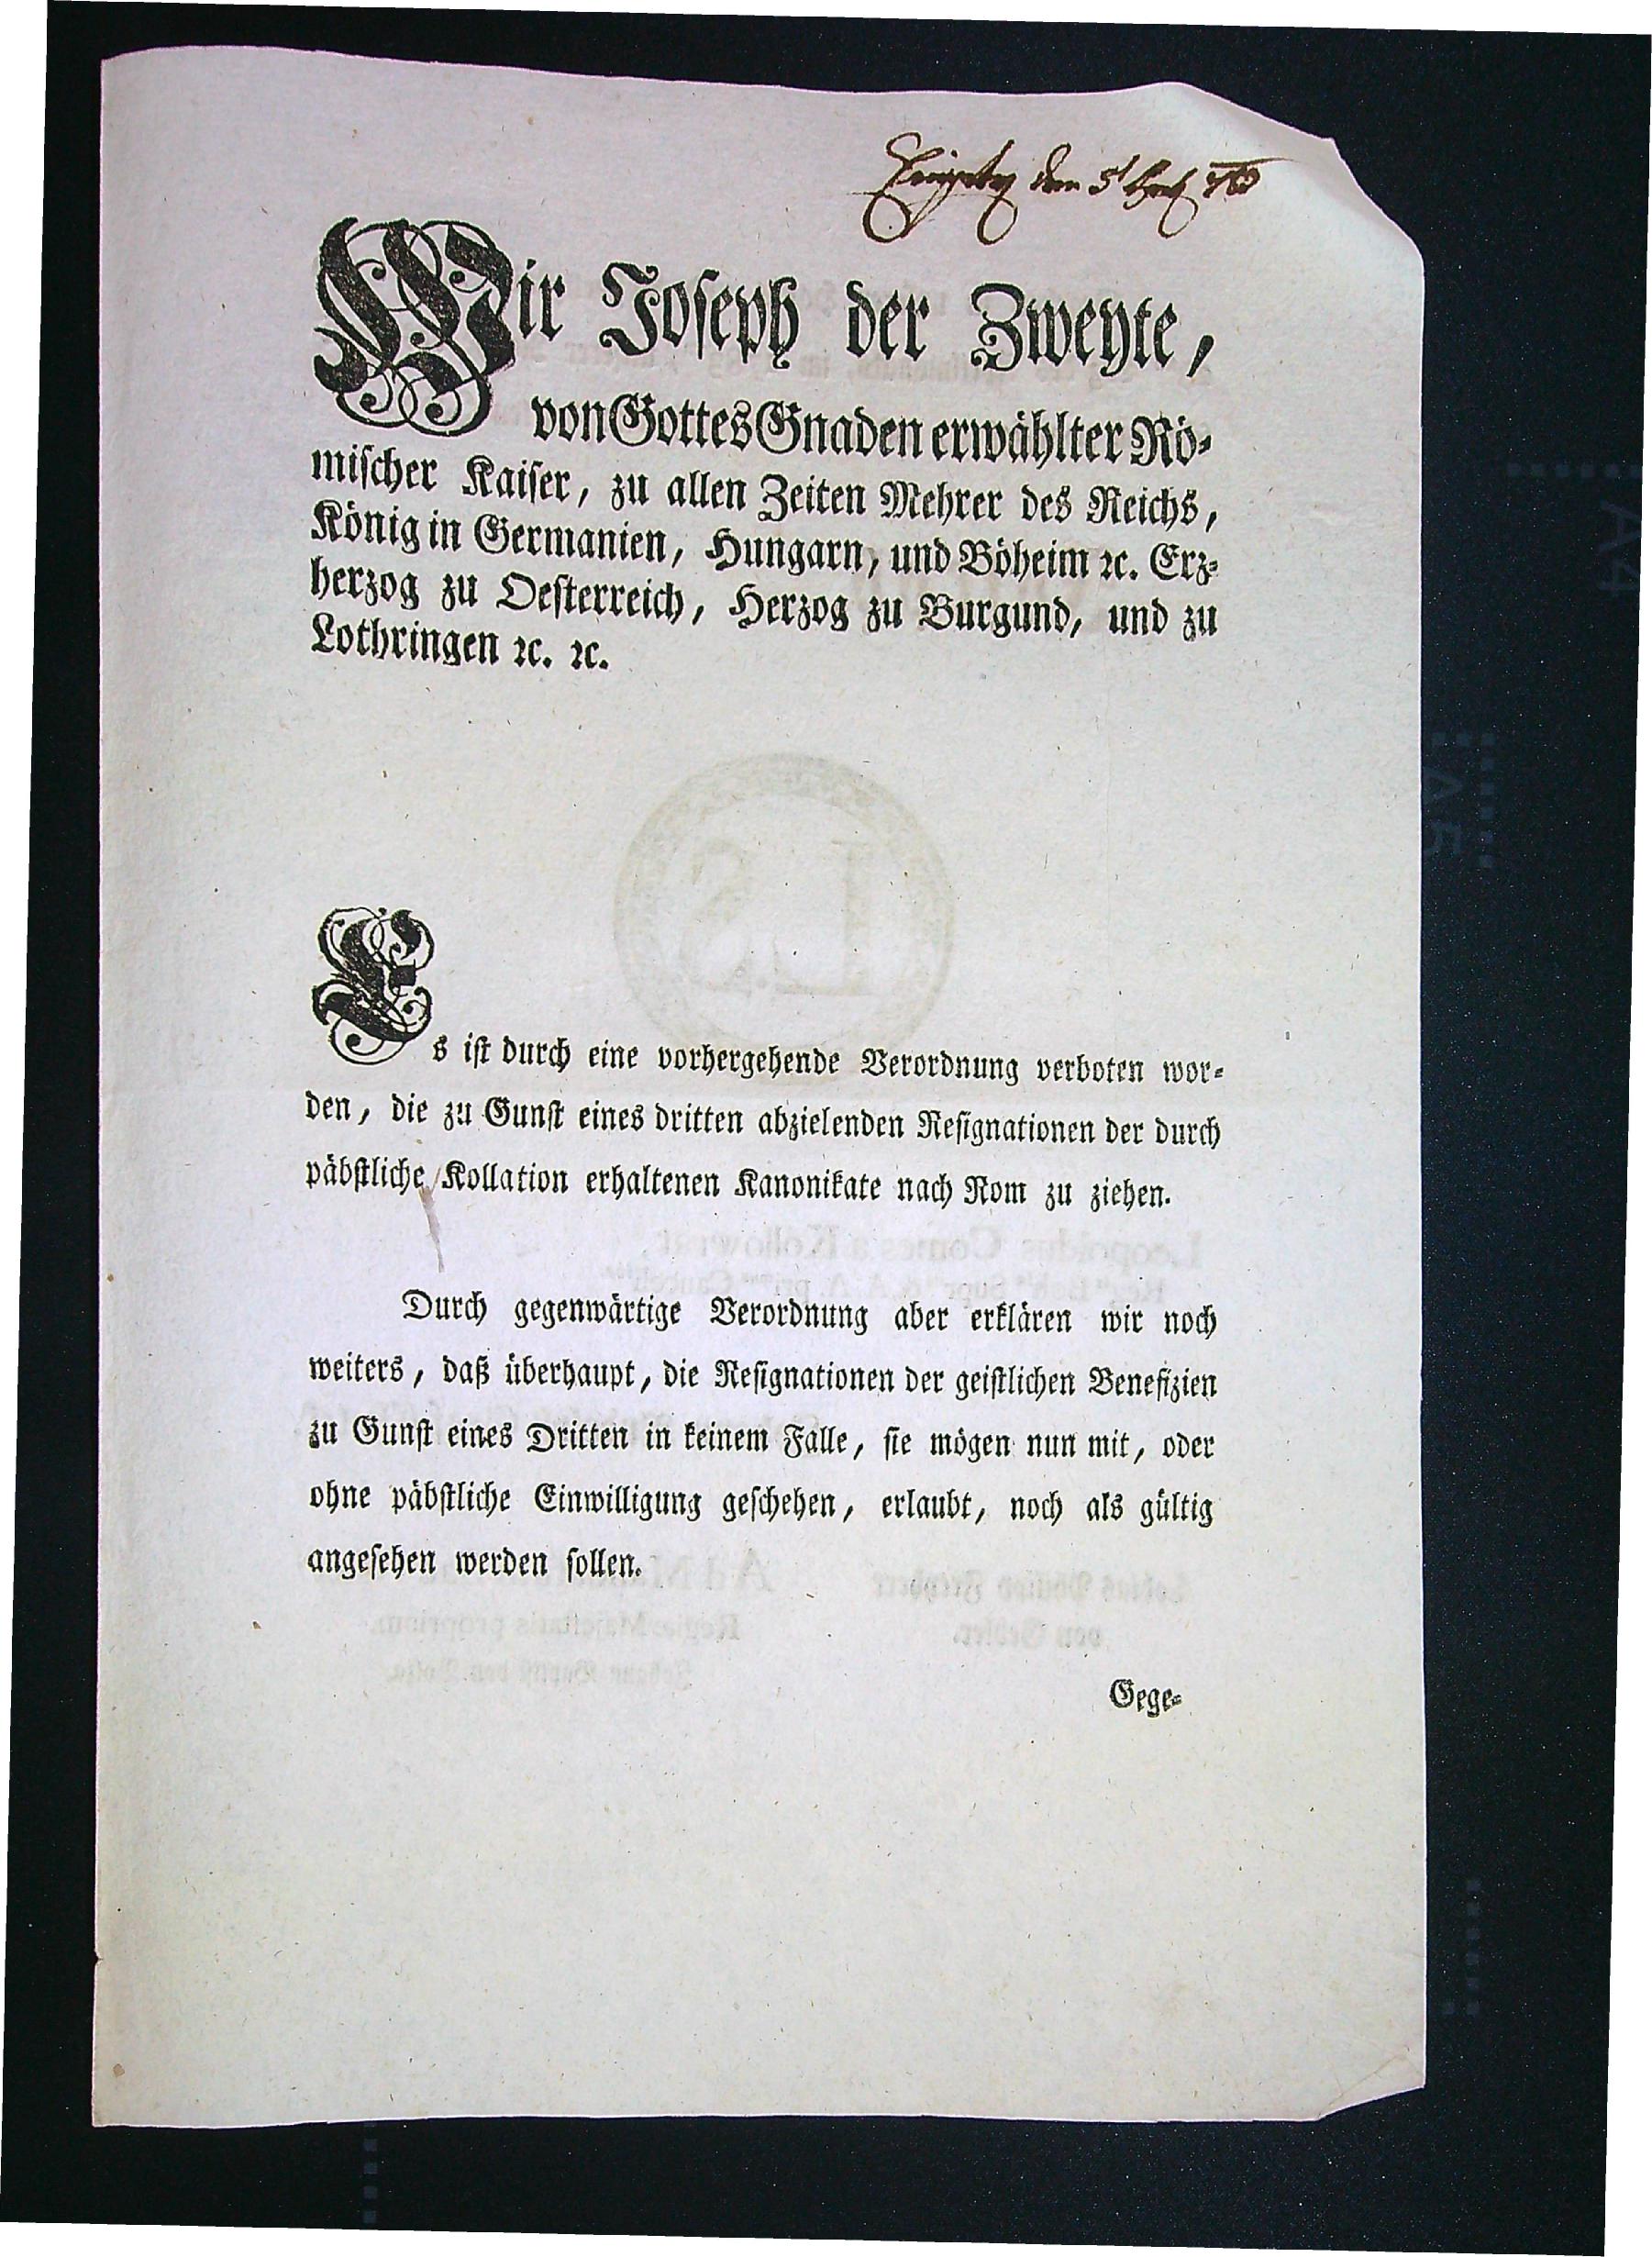 den 5t
Wir Joseph der Zweyte,
von Gottes Gnaden erwählter Rö-
mischer Kaiser, zu allen Zeiten Mehrer des Reichs,
König in Germanien, Hungarn, und Böheim ꝛc. Erz-
herzog zu Oesterreich, Herzog zu Burgund, und zu
Lothringen ꝛc. ꝛc.
Es ist durch eine vorhergehende Verordnung verboten wor-
den, die zu Gunst eines dritten abzielenden Resignationen der durch
päbstliche Kollation erhaltenen Kanonikate nach Rom zu ziehen.
Durch gegenwärtige Verordnung aber erklären wir noch
weiters, daß überhaupt, die Resignationen der geistlichen Benefizien
zu Gunst eines Dritten in keinem Falle, sie mögen nun mit, oder
ohne päbstliche Einwilligung geschehen, erlaubt, noch als gültig
angesehen werden sollen.
Gege-